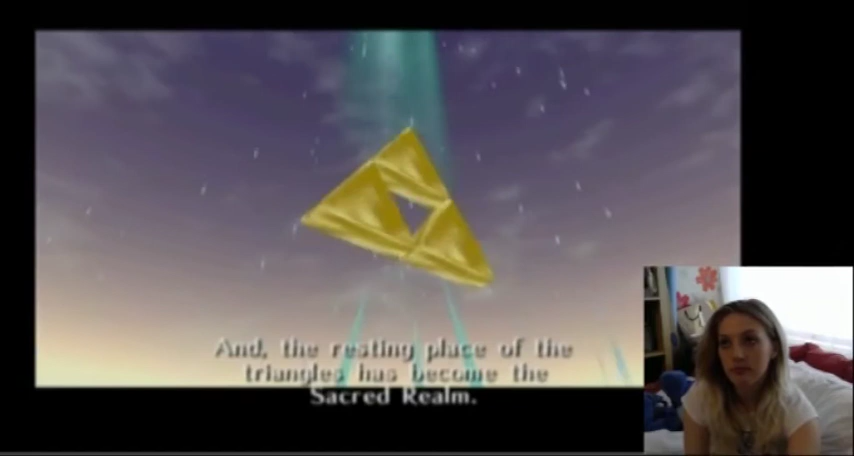 And, the resting place of the
triangles has become the
Sacred Realm.